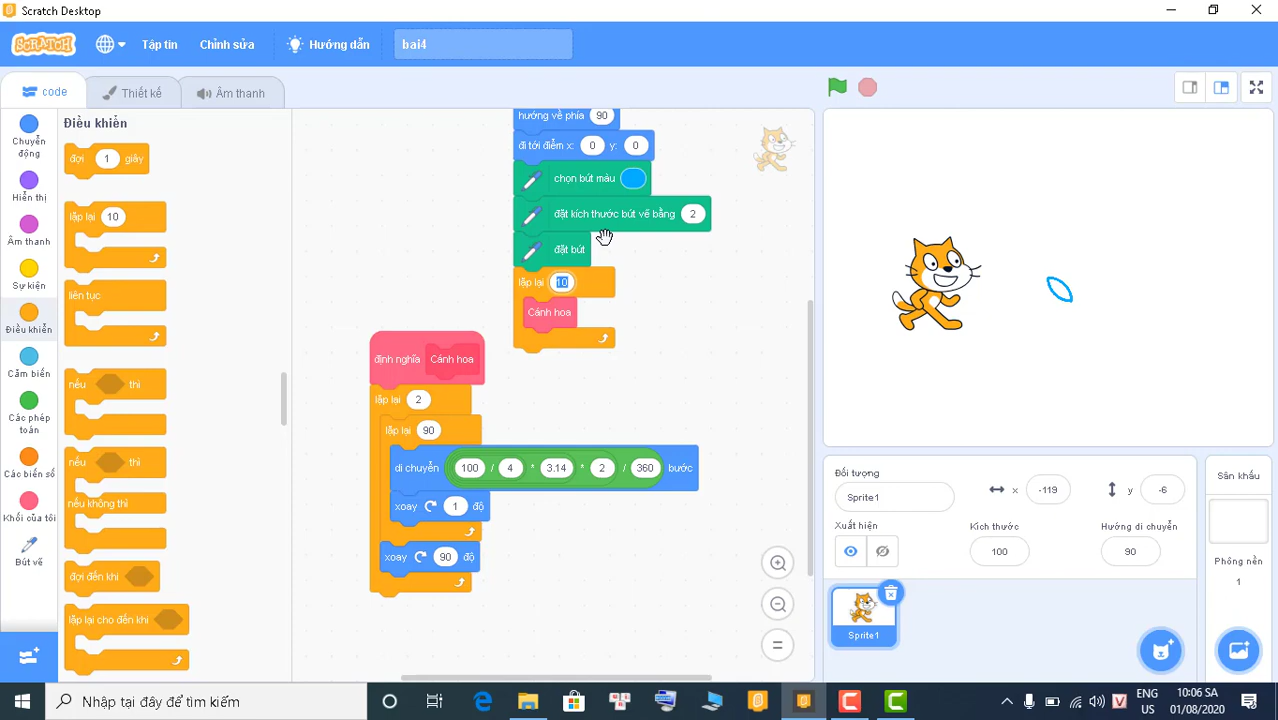 Scratch Desktop
SCRATCH
Tập tin
Chỉnh sửa
Hướng dẫn
bai4
code
Thiết kế
Âm thanh
Chuyển động
Hiển thị
Âm thanh
Sự kiện
Điều khiển
Cảm biến
Các phép toán
Các biến số
Khối của tôi
Bút vẽ
Điều khiển
đợi 1 giây
lặp lại 10
liên tục
nếu thì
nếu thì
nếu không thì
đợi đến khi
lặp lại cho đến khi
hướng về phía 90
đi tới điểm x: 0 y: 0
chọn bút màu
đặt kích thước bút vẽ bằng 2
đặt bút
lặp lại 10
Cánh hoa
định nghĩa Cánh hoa
lặp lại 2
lặp lại 90
di chuyển 100 / 4 * 3.14 * 2 / 360 bước
xoay 1 độ
xoay 90 độ
Đối tượng
Sprite1
x -119
y -6
Xuất hiện
Kích thước
100
Hướng di chuyển
90
Sprite1
Sân khấu
Phông nền
1
Nhập tại đây để tìm kiếm
V
ENG
10:06 SA
01/08/2020